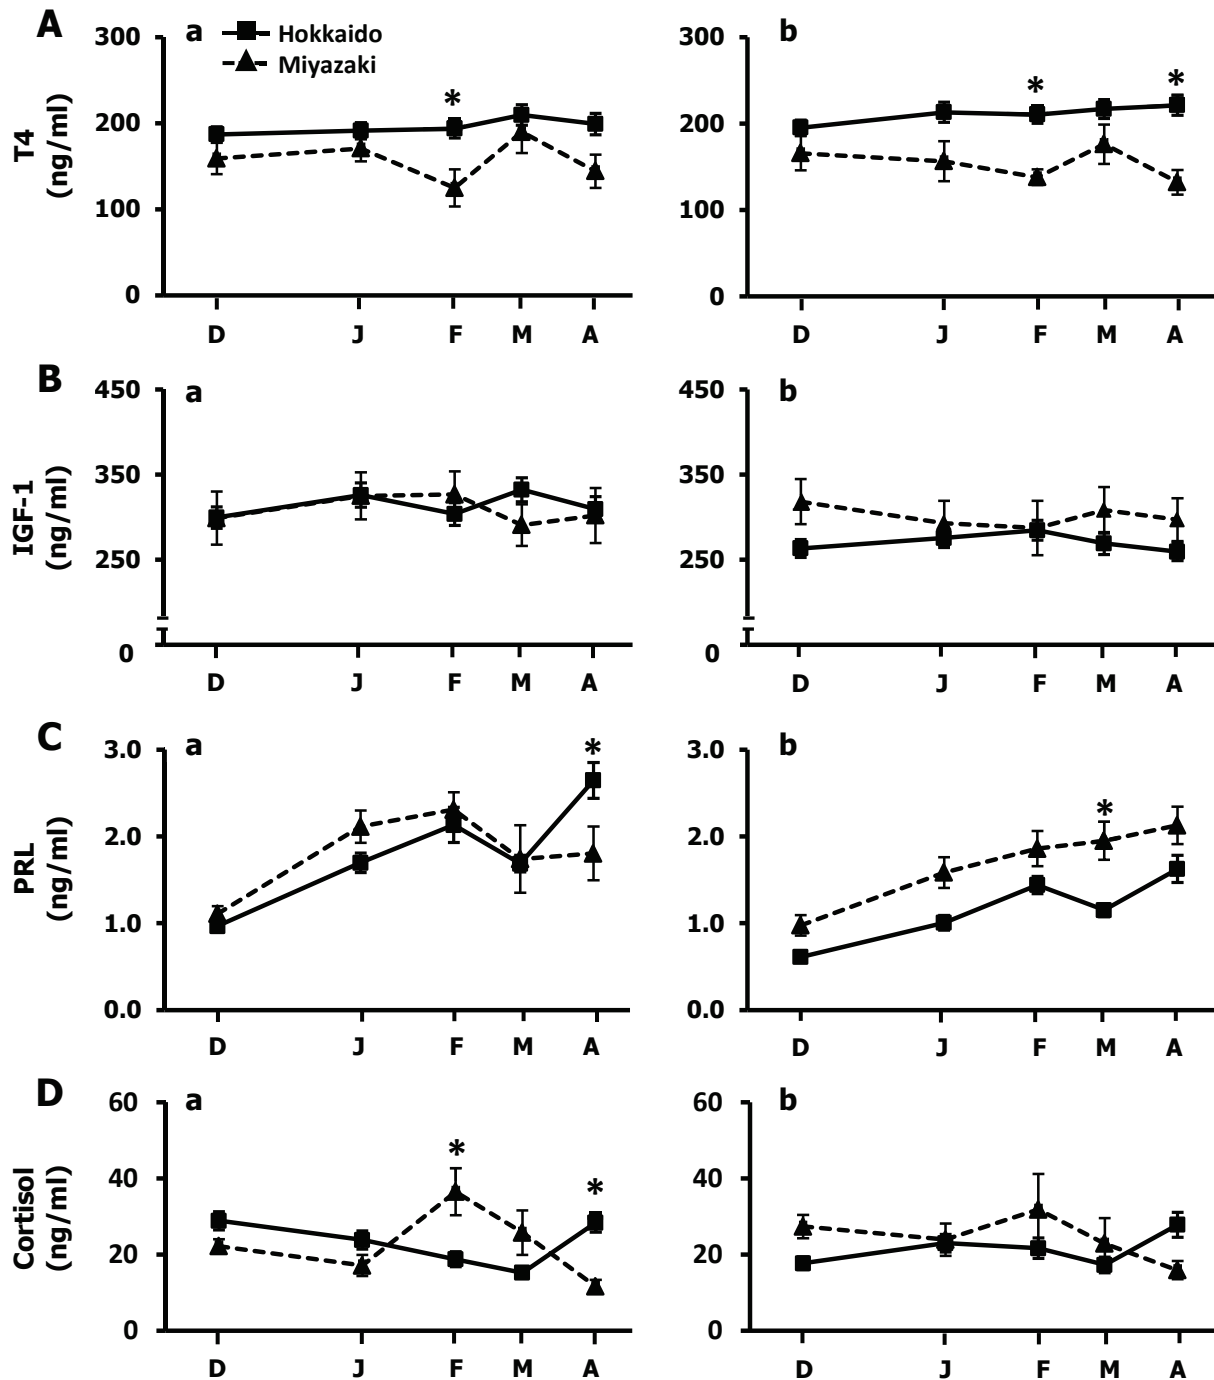 A
a
Hokkaido
Miyazaki
b
T4
(ng/ml)
300
200
100
0
*
D J F M A
300
200
100
0
* *
D J F M A
B
a
b
IGF-1
(ng/ml)
450
350
250
0
D J F M A
450
350
250
0
D J F M A
C
a
b
PRL
(ng/ml)
3.0
2.0
1.0
0.0
*
D J F M A
3.0
2.0
1.0
0.0
*
D J F M A
D
a
b
Cortisol
(ng/ml)
60
40
20
0
* *
D J F M A
60
40
20
0
D J F M A